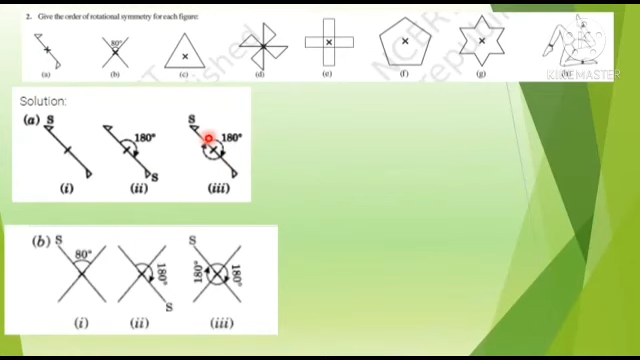 2. Give the order of rotational symmetry for each figure:
80°
(a) (b) (c) (d) (e) (f) (g) (h)
KINEMASTER
Solution:
(a) S 180° S 180°
S
(i) (ii) (iii)
(b) S 80° 180° S 180° 180°
S
(i) (ii) (iii)